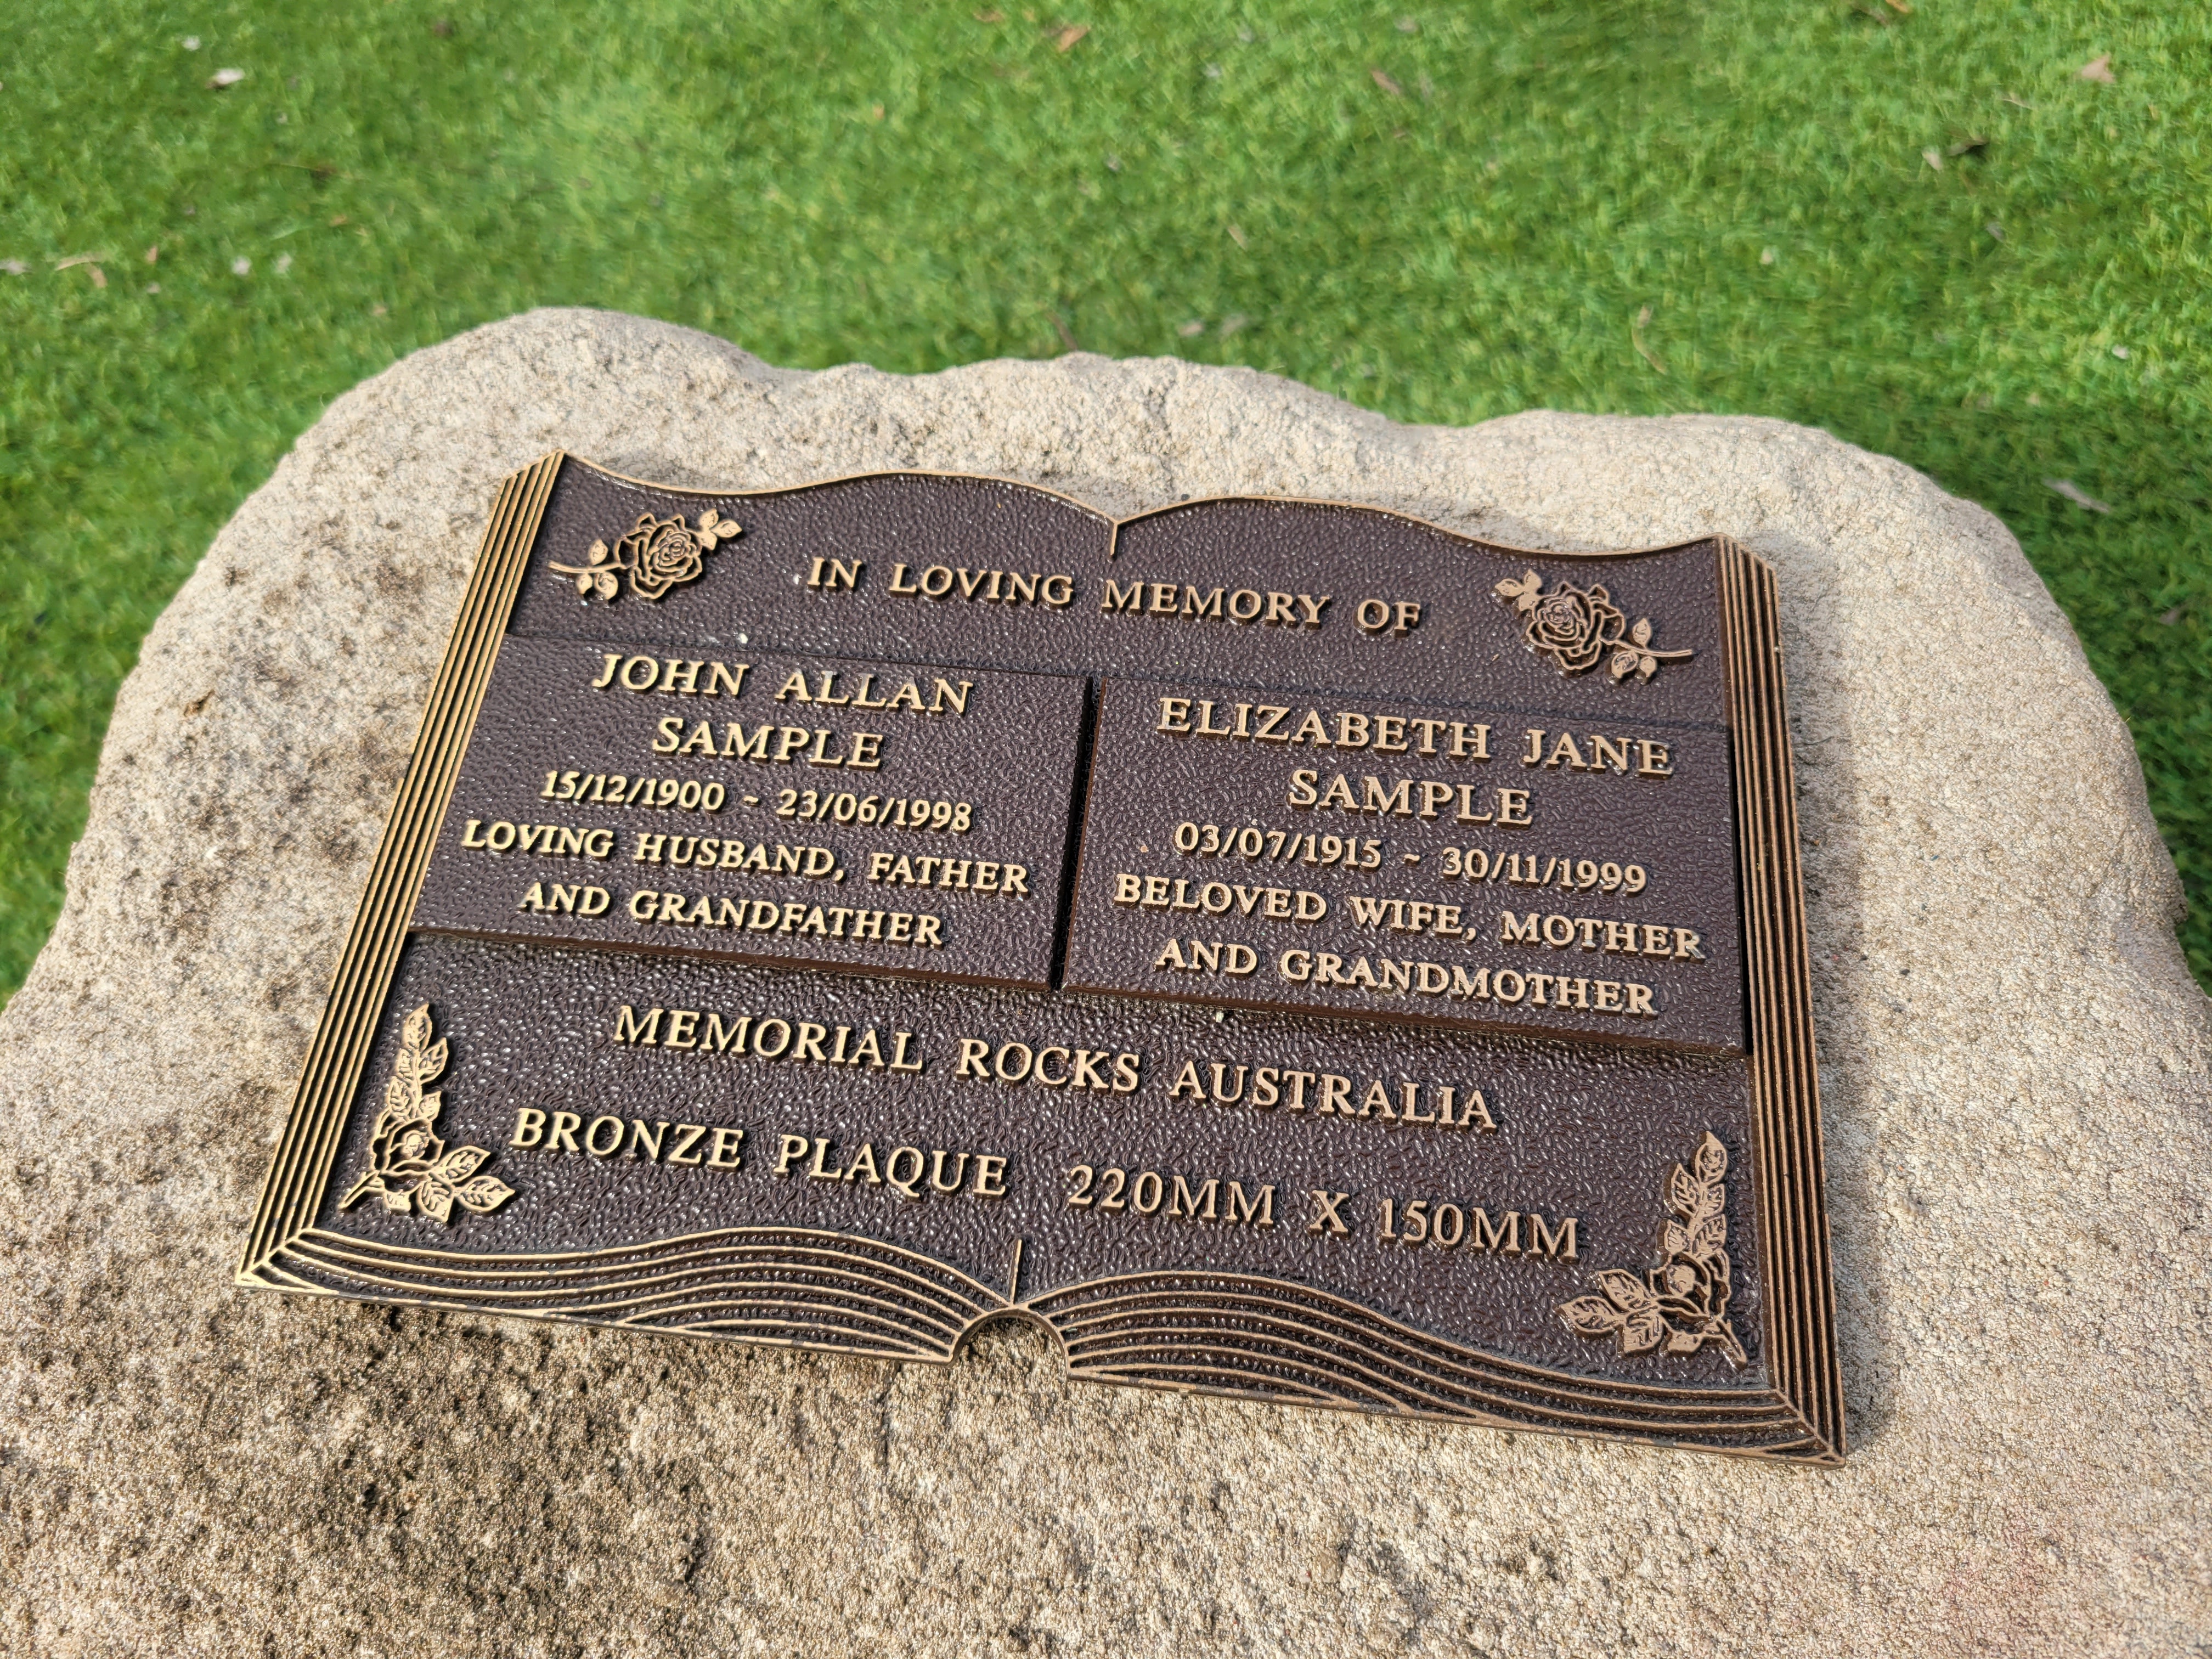 IN LOVING MEMORY OF
JOHN ALLAN
SAMPLE
15/12/1900 ~ 23/06/1998
LOVING HUSBAND, FATHER
AND GRANDFATHER
ELIZABETH JANE
SAMPLE
03/07/1915 ~ 30/11/1999
BELOVED WIFE, MOTHER
AND GRANDMOTHER
MEMORIAL ROCKS AUSTRALIA
BRONZE PLAQUE 220MM X 150MM